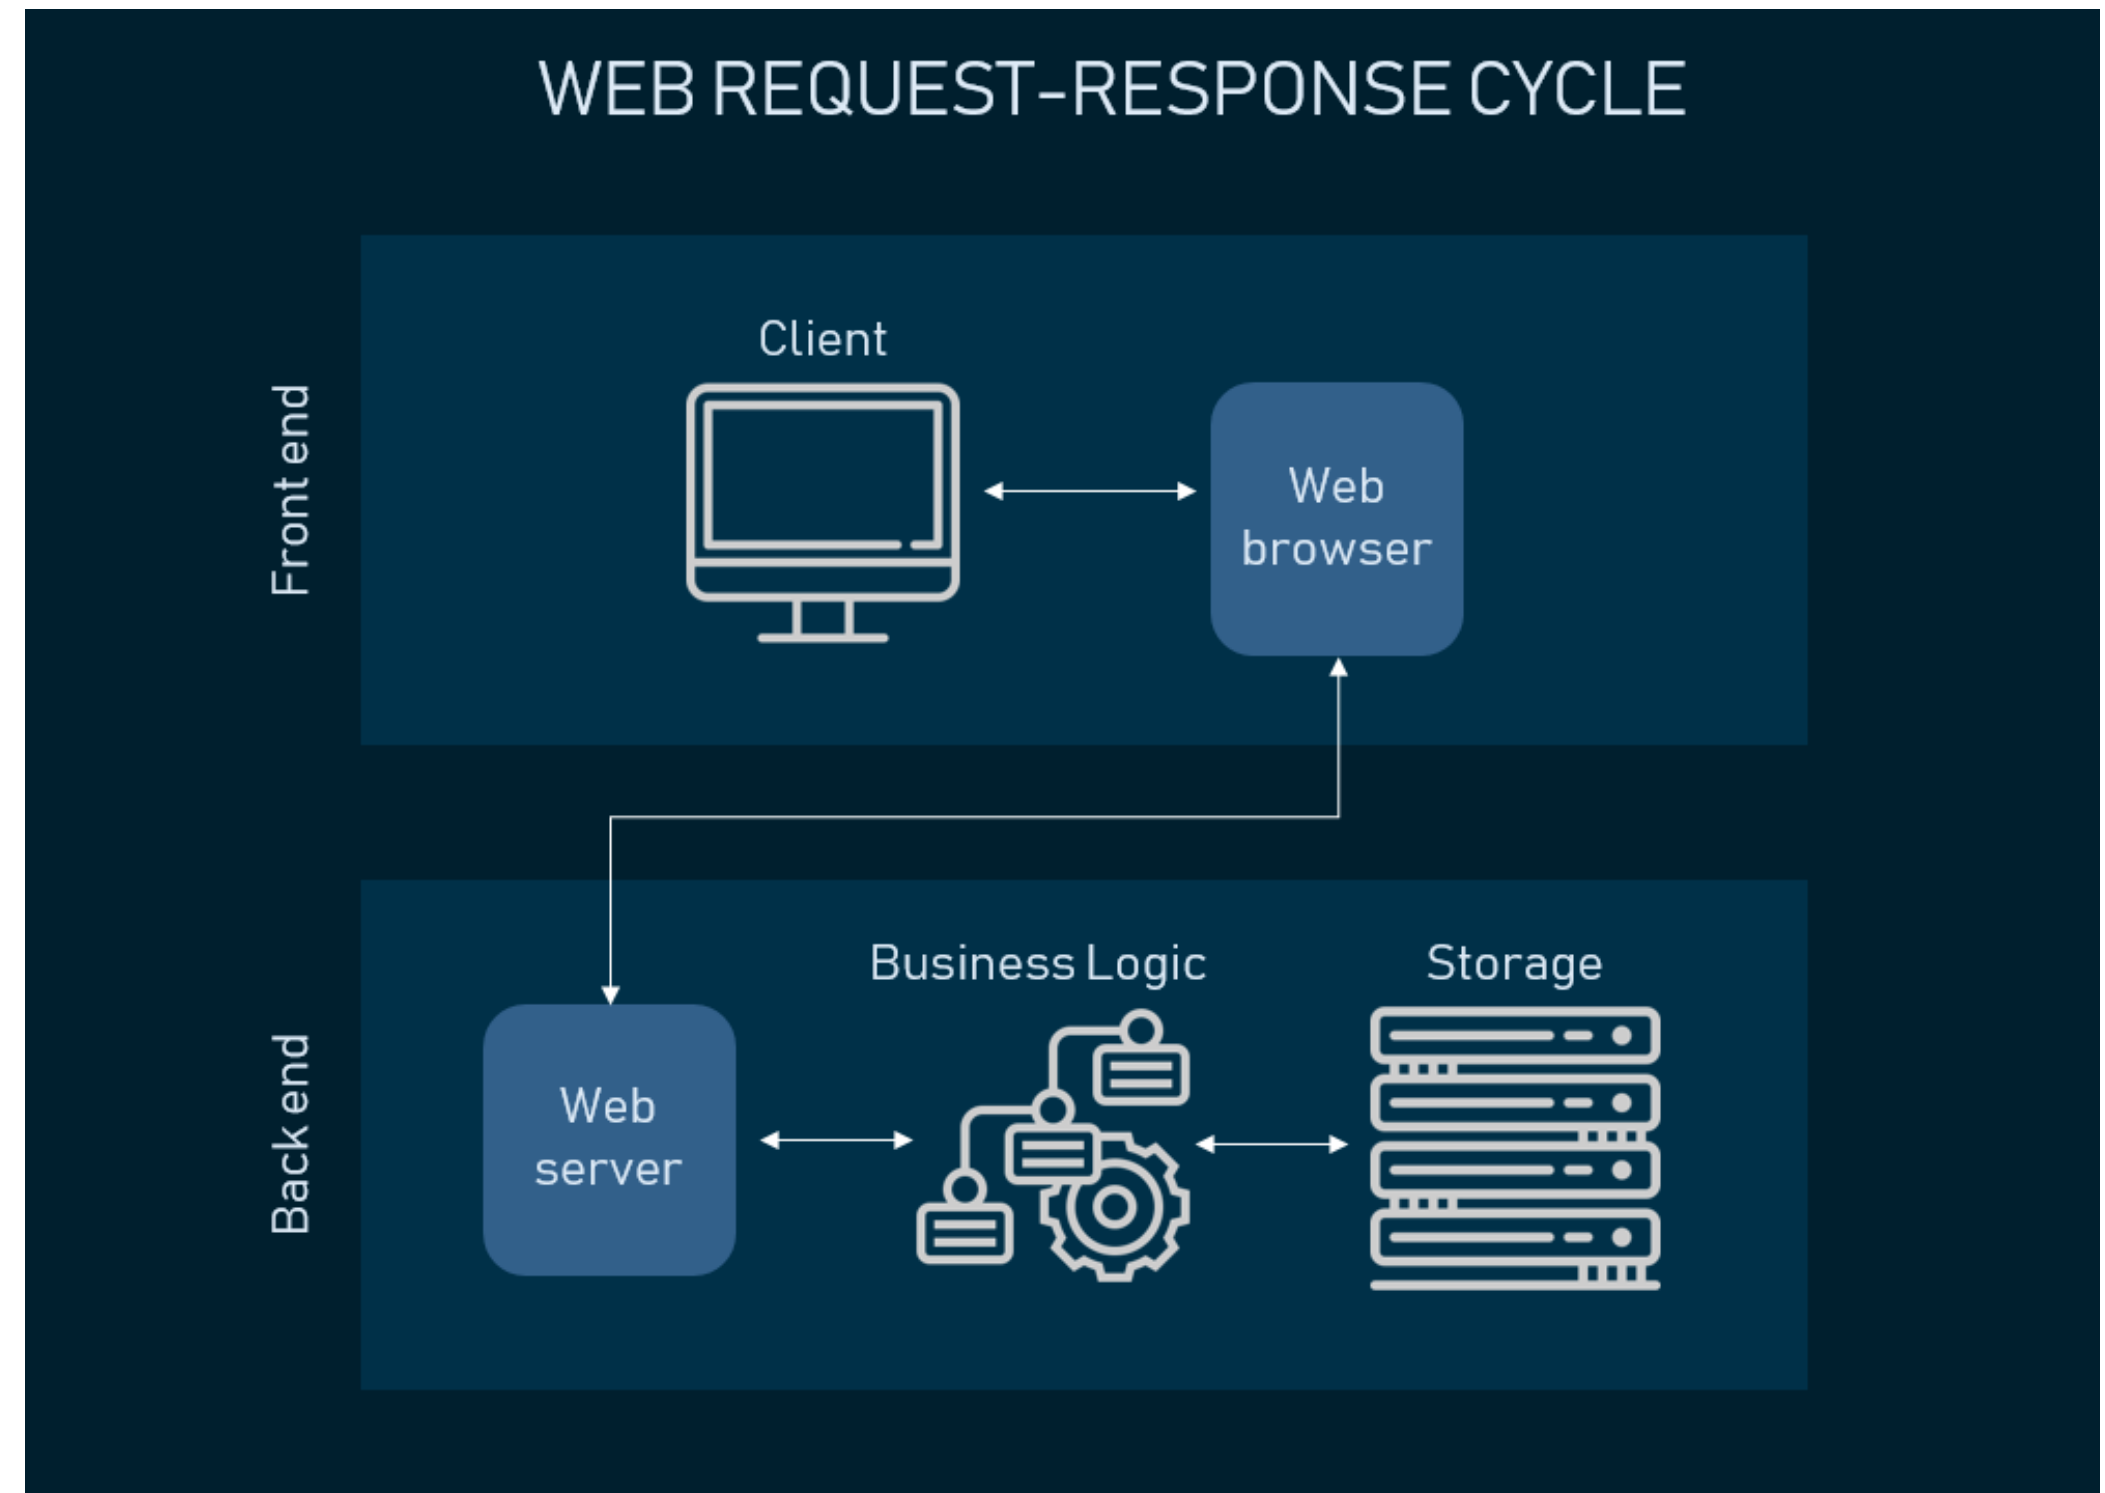 WEB REQUEST-RESPONSE CYCLE
Front end
Client
Web
browser
Back end
Business Logic
Storage
Web
server